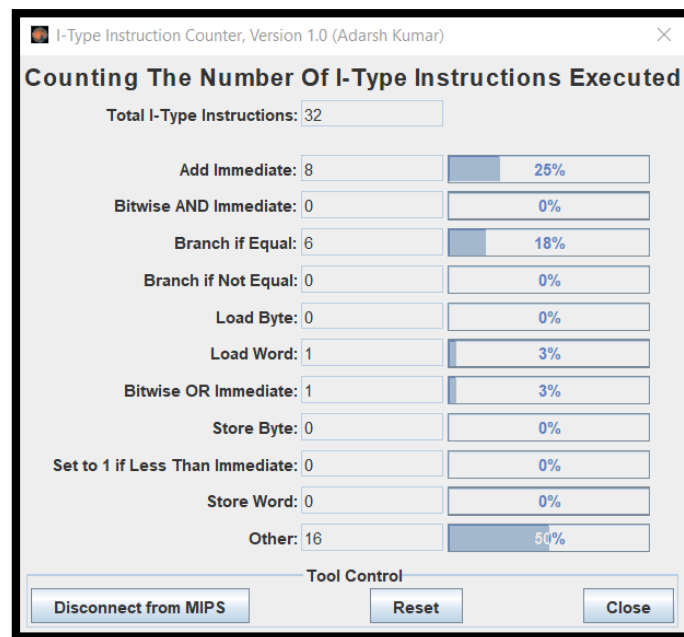 I-Type Instruction Counter, Version 1.0 (Adarsh Kumar)
Counting The Number Of I-Type Instructions Executed
Total I-Type Instructions: 32
Add Immediate: 8 25%
Bitwise AND Immediate: 0 0%
Branch if Equal: 6 18%
Branch if Not Equal: 0 0%
Load Byte: 0 0%
Load Word: 1 3%
Bitwise OR Immediate: 1 3%
Store Byte: 0 0%
Set to 1 if Less Than Immediate: 0 0%
Store Word: 0 0%
Other: 16 50%
Tool Control
Disconnect from MIPS Reset Close